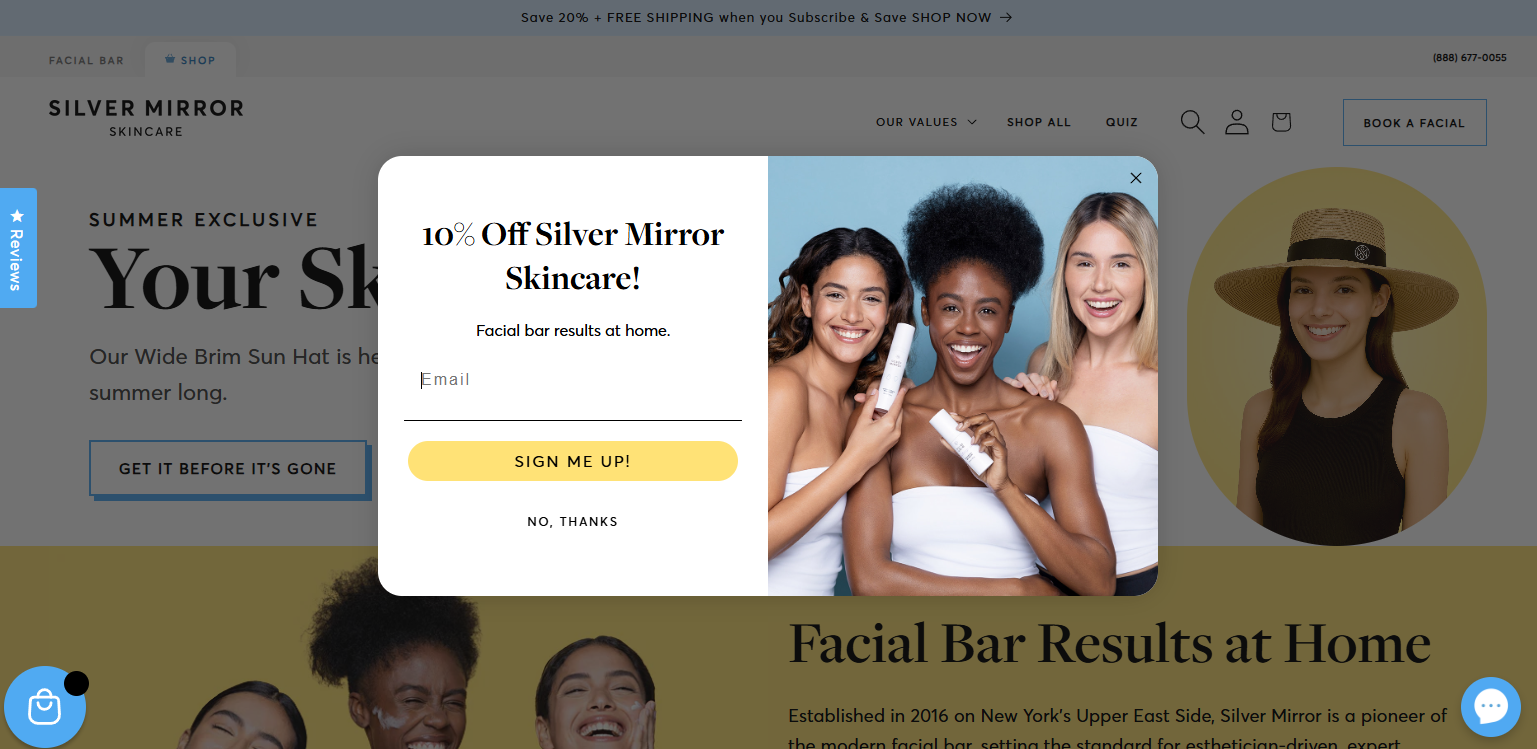 Save 20% + FREE SHIPPING when you Subscribe & Save SHOP NOW →
FACIAL BAR
SHOP
(888) 677-0055
SILVER MIRROR
SKINCARE
OUR VALUES
SHOP ALL
QUIZ
BOOK A FACIAL
Reviews
SUMMER EXCLUSIVE
Your Sk
Our Wide Brim Sun Hat is he
summer long.
GET IT BEFORE IT'S GONE
10% Off Silver Mirror
Skincare!
Facial bar results at home.
Email
SIGN ME UP!
NO, THANKS
Facial Bar Results at Home
Established in 2016 on New York's Upper East Side, Silver Mirror is a pioneer of
the modern facial bar, setting the standard for esthetician-driven, expert